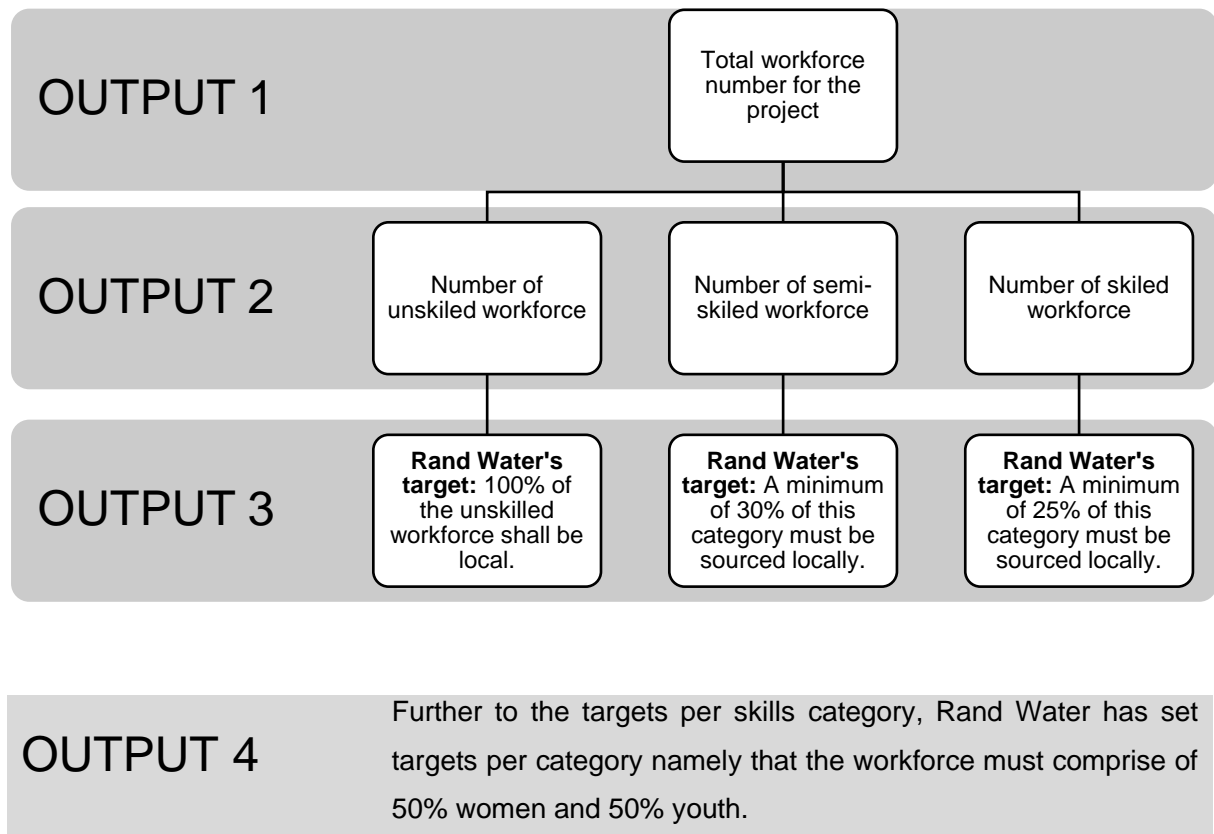 OUTPUT 1
Total workforce
number for the
project
OUTPUT 2
Number of
unskiled workforce
Number of semi-
skiled workforce
Number of skiled
workforce
OUTPUT 3
Rand Water's
target: 100% of
the unskilled
workforce shall be
local.
Rand Water's
target: A minimum
of 30% of this
category must be
sourced locally.
Rand Water's
target: A minimum
of 25% of this
category must be
sourced locally.
OUTPUT 4
Further to the targets per skills category, Rand Water has set
targets per category namely that the workforce must comprise of
50% women and 50% youth.